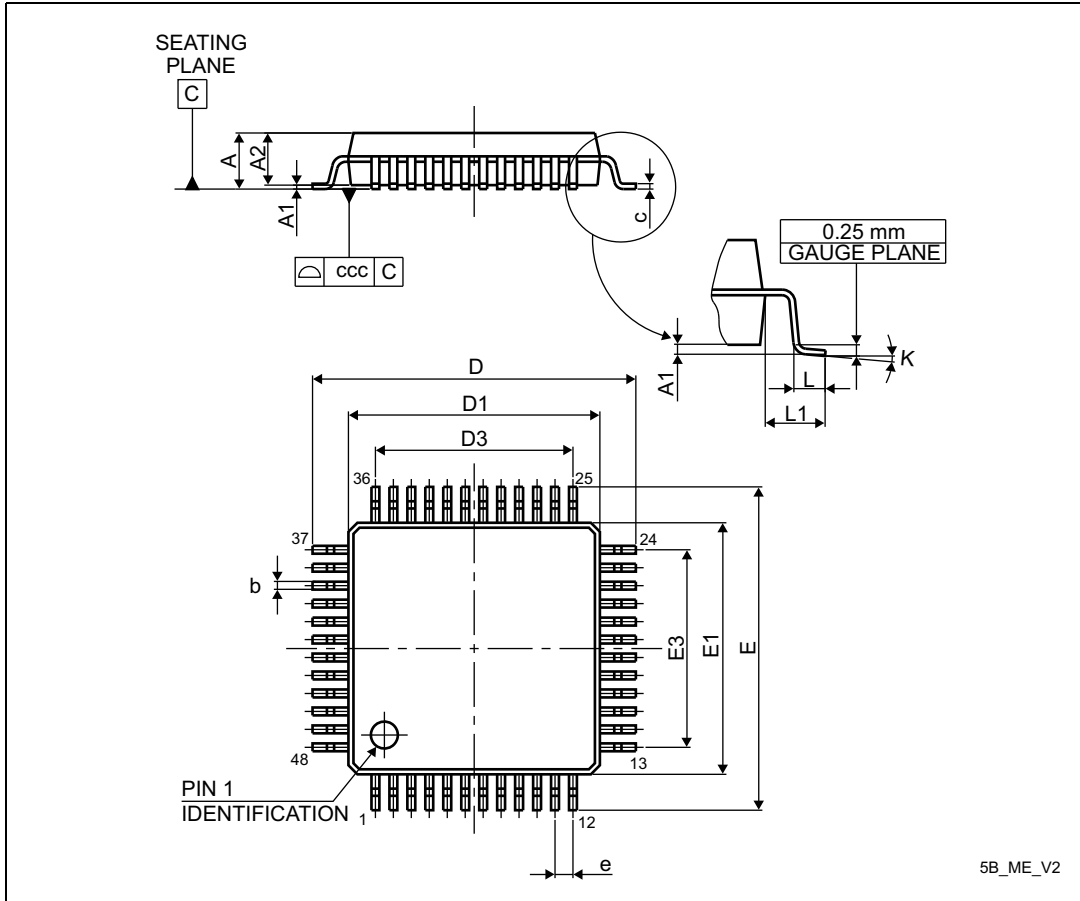 SEATING
PLANE
C
A
A2
A1
c
ccc C
0.25 mm
GAUGE PLANE
A1
L
K
L1
D
D1
D3
36
25
37
24
b
E3
E1
E
48
13
PIN 1
IDENTIFICATION
1
12
e
5B_ME_V2